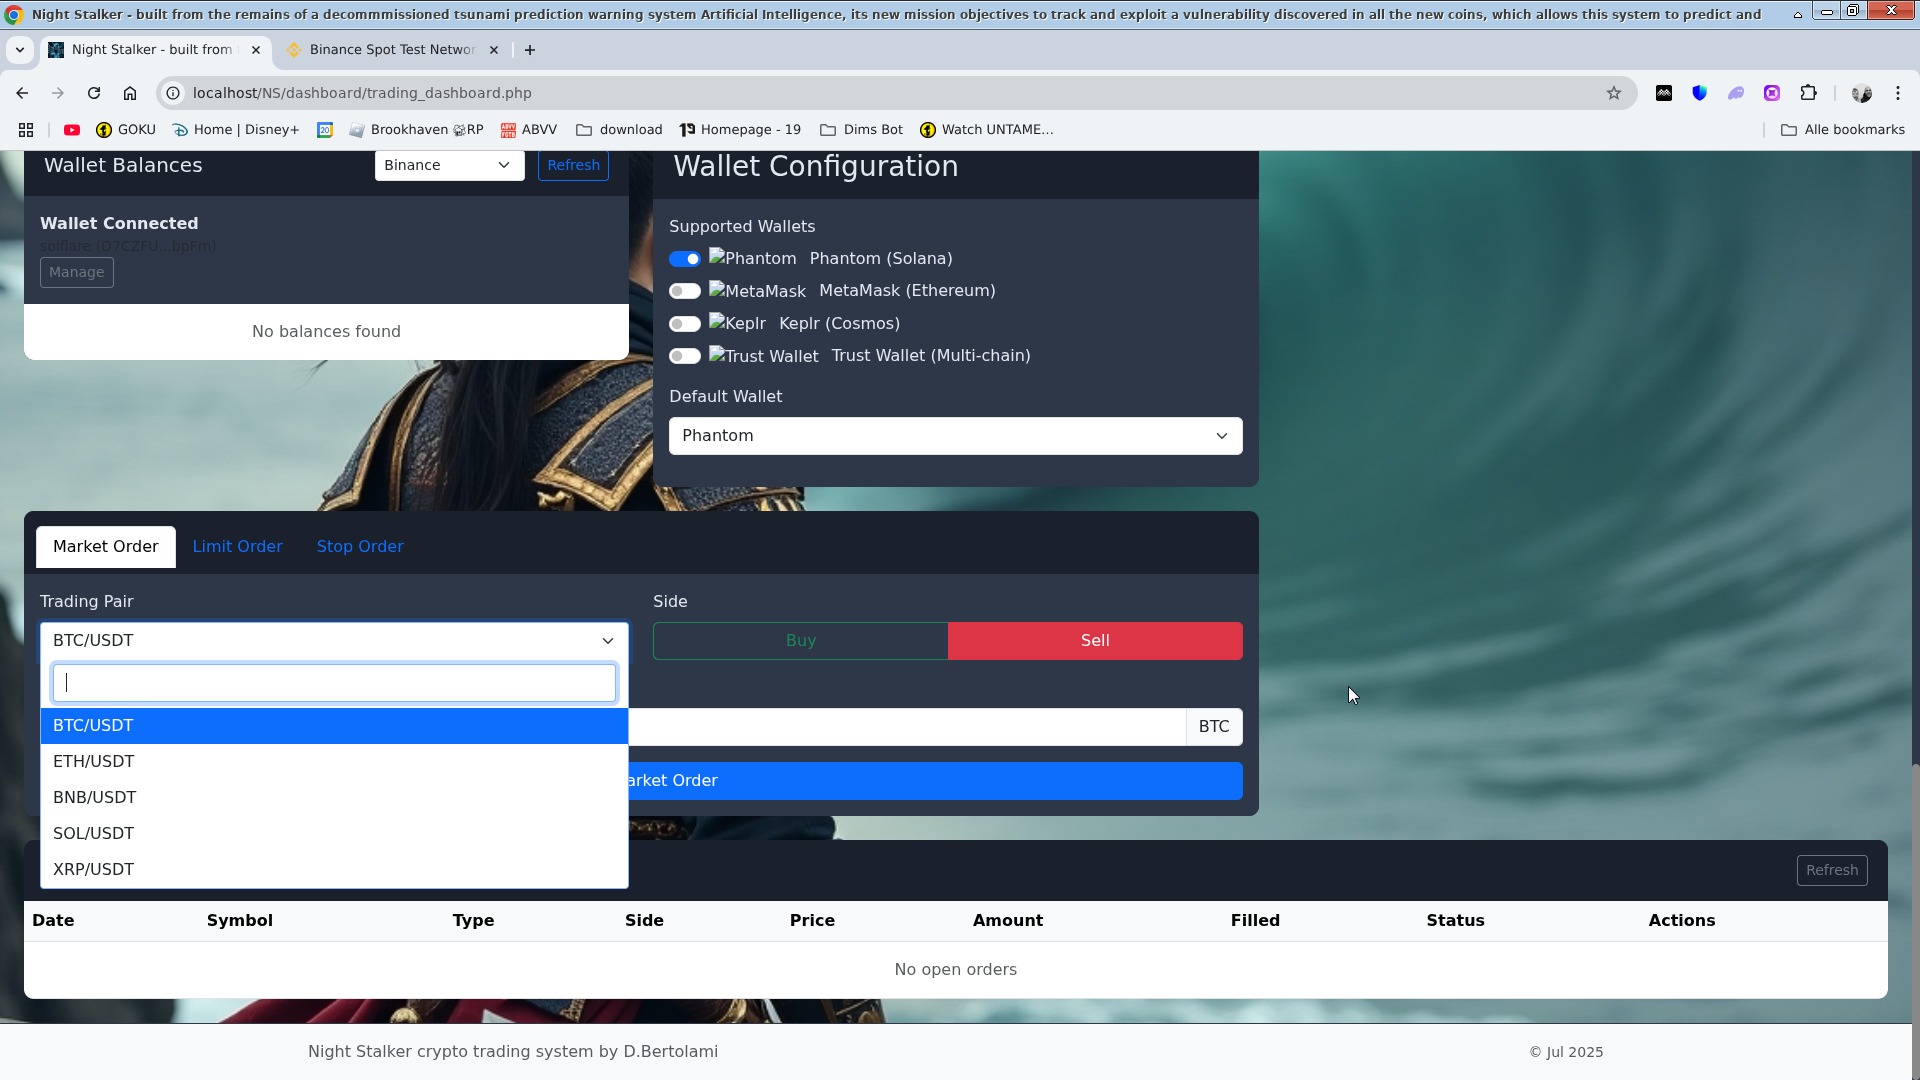 Night Stalker - built from the remains of a decommmissioned tsunami prediction warning system Artificial Intelligence, its new mission objectives to track and exploit a vulnerability discovered in all the new coins, which allows this system to predict and
Night Stalker - built from
Binance Spot Test Networ
localhost/NS/dashboard/trading_dashboard.php
GOKU
Home | Disney+
20
Brookhaven RP
ABVV
download
Homepage - 19
Dims Bot
Watch UNTAME...
Alle bookmarks
Wallet Balances
Binance
Refresh
Wallet Connected
solflare (D7CZFU...bpFm)
Manage
No balances found
Wallet Configuration
Supported Wallets
Phantom Phantom (Solana)
MetaMask MetaMask (Ethereum)
Keplr Keplr (Cosmos)
Trust Wallet Trust Wallet (Multi-chain)
Default Wallet
Phantom
Market Order
Limit Order
Stop Order
Trading Pair
BTC/USDT
BTC/USDT
ETH/USDT
BNB/USDT
SOL/USDT
XRP/USDT
Side
Buy
Sell
BTC
arket Order
Refresh
Date Symbol Type Side Price Amount Filled Status Actions
No open orders
Night Stalker crypto trading system by D.Bertolami
© Jul 2025